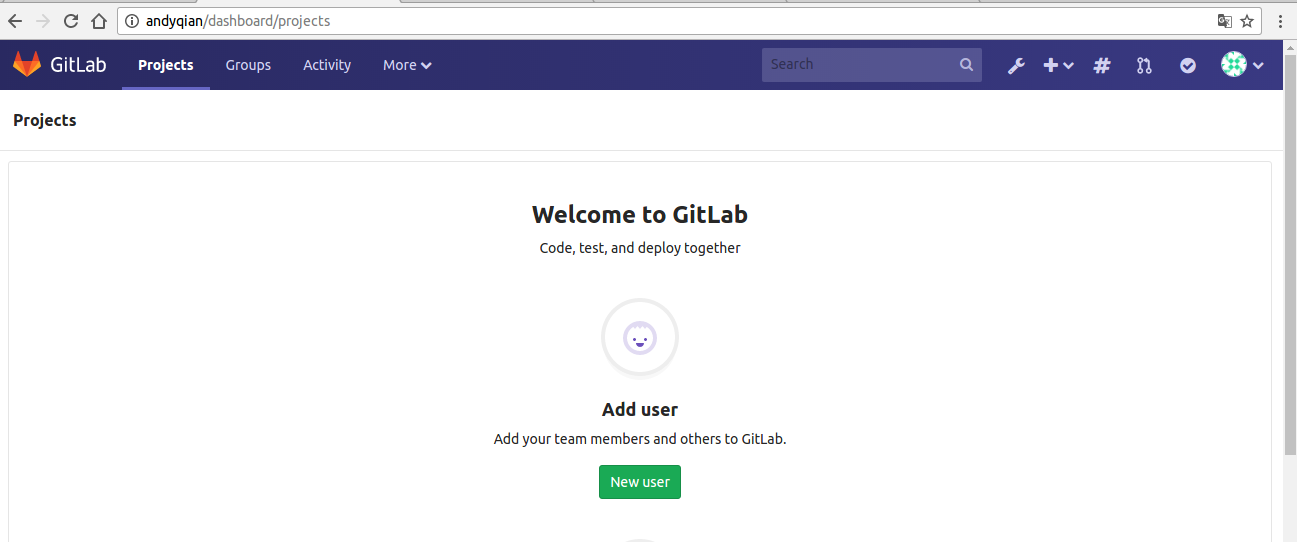 andyqian/dashboard/projects
GitLab Projects Groups Activity More Search
Projects
Welcome to GitLab
Code, test, and deploy together
Add user
Add your team members and others to GitLab.
New user